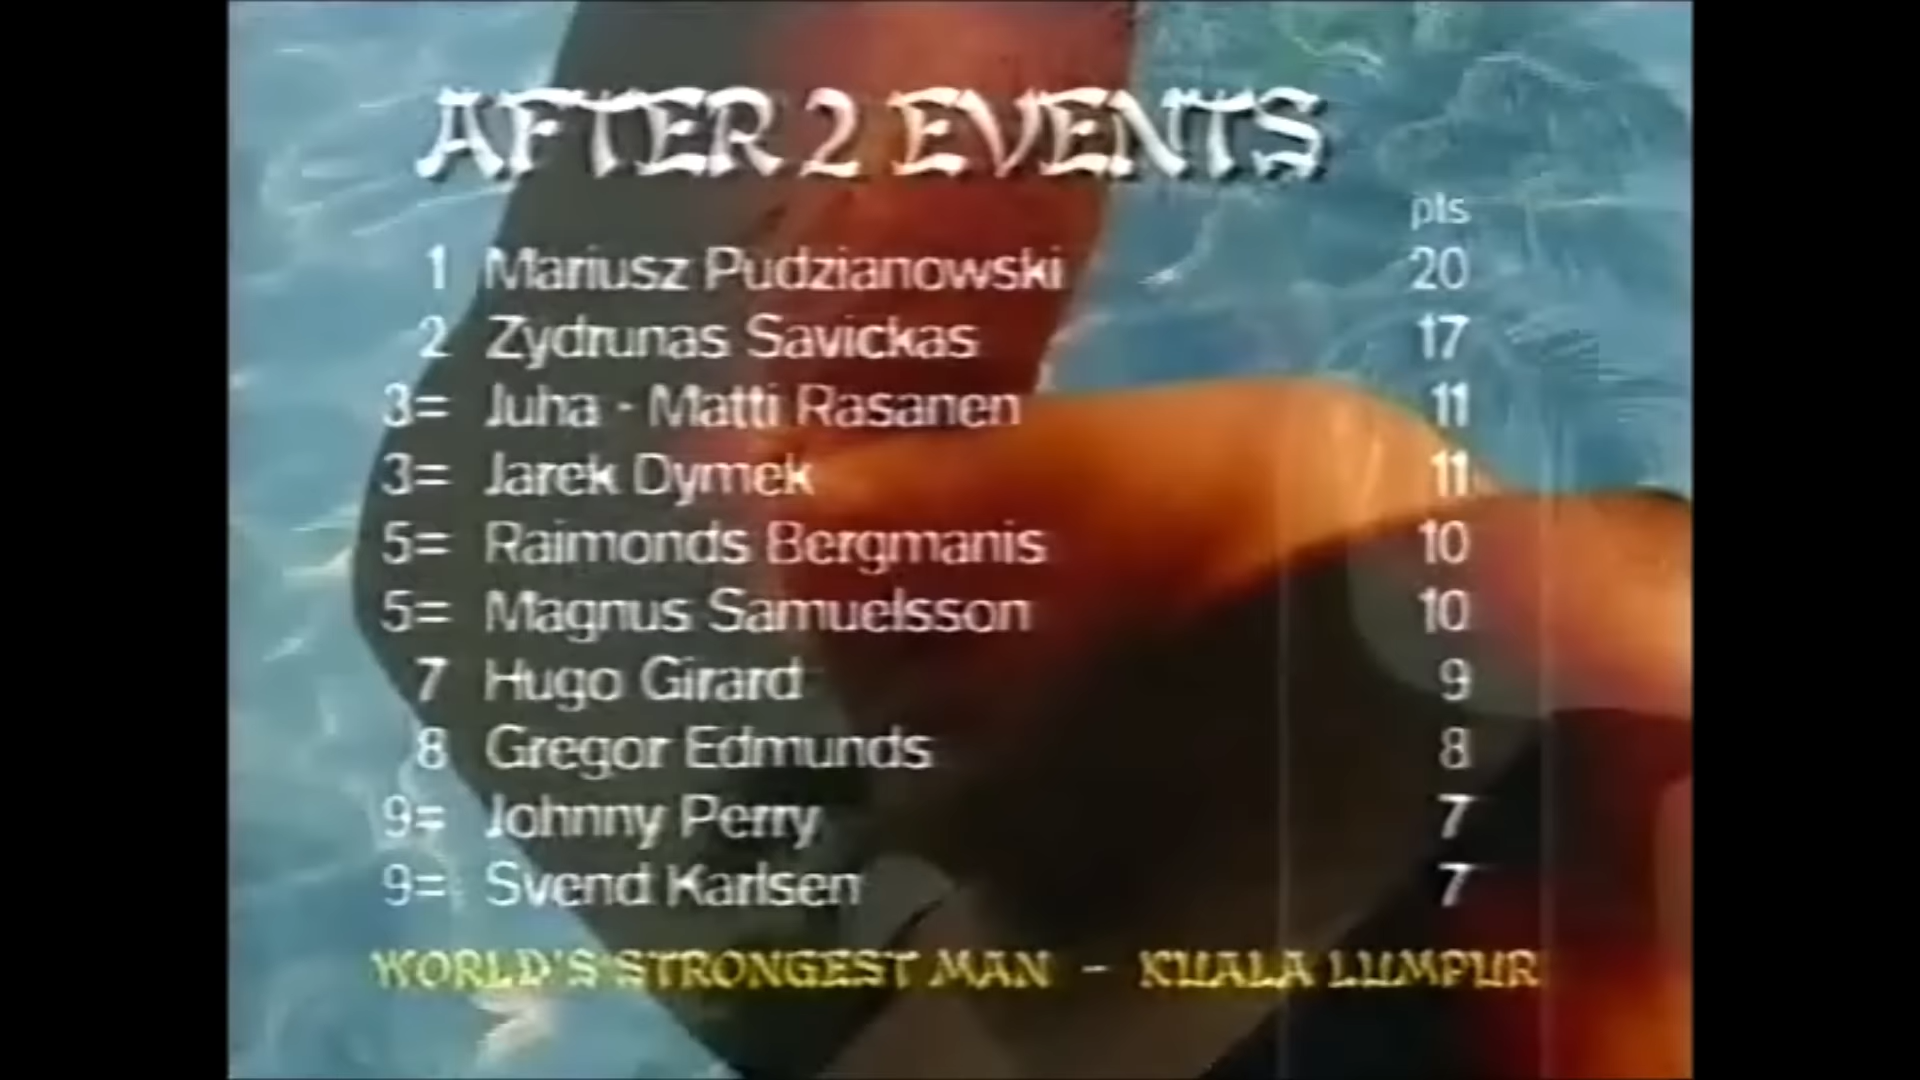 AFTER 2 EVENTS
pts
1 Mariusz Pudzianowski 20
2 Zydrunas Savickas 17
3= Juha - Matti Rasanen 11
3= Jarek Dymek 11
5= Raimonds Bergmanis 10
5= Magnus Samuelsson 10
7 Hugo Girard 9
8 Gregor Edmunds 8
9= Johnny Perry 7
9= Svend Karlsen 7
WORLD'S STRONGEST MAN - KUALA LUMPUR